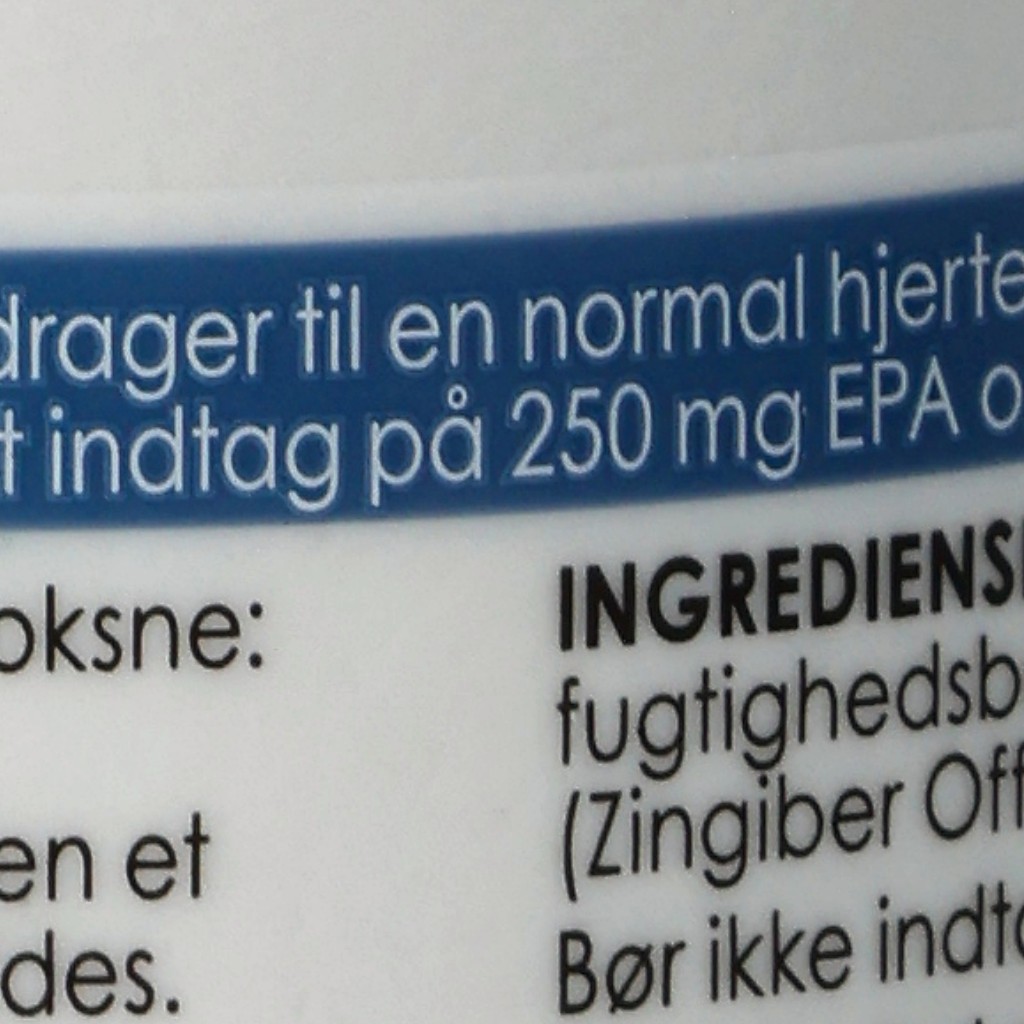 drager til en normal hjerte
t indtag på 250 mg EPA o
oksne:
en et
des.
INGREDIENS
fugtighedsb
(Zingiber Off
Bør ikke indta